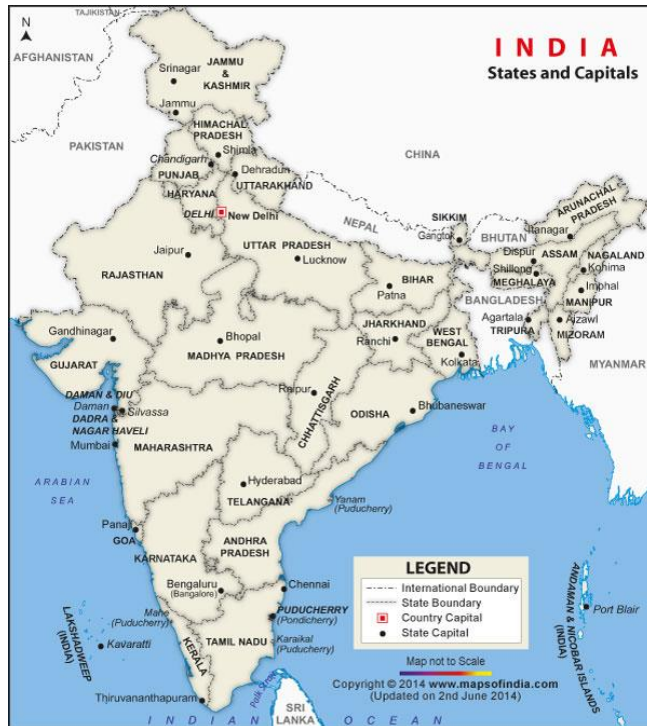 TAJIKISTAN
N
AFGHANISTAN
INDIA
States and Capitals
JAMMU
&
KASHMIR
Srinagar
Jammu
PAKISTAN
HIMACHAL
PRADESH
Shimla
CHINA
Chandigarh
PUNJAB
Dehradun
UTTARAKHAND
HARYANA
DELHI
New Delhi
NEPAL
SIKKIM
Gangtok
BHUTAN
ARUNACHAL
PRADESH
Itanagar
Dispur
ASSAM
NAGALAND
Shillong
Kohima
MEGHALAYA
Imphal
MANIPUR
BANGLADESH
Agartala
Aizawl
TRIPURA
MIZORAM
MYANMAR
Jaipur
RAJASTHAN
UTTAR PRADESH
Lucknow
BIHAR
Patna
Gandhinagar
GUJARAT
Bhopal
MADHYA PRADESH
JHARKHAND
Ranchi
WEST
BENGAL
Kolkata
DAMAN & DIU
Daman
Silvassa
DADRA &
NAGAR HAVELI
Mumbai
MAHARASHTRA
Raipur
CHHATTISGARH
ODISHA
Bhubaneswar
BAY
OF
BENGAL
ARABIAN
SEA
Hyderabad
TELANGANA
Yanam
(Puducherry)
Panaji
GOA
KARNATAKA
ANDHRA
PRADESH
Bengaluru
(Bangalore)
Chennai
Mahe
(Puducherry)
PUDUCHERRY
(Pondicherry)
LAKSHADWEEP
(INDIA)
Kavaratti
KERALA
TAMIL NADU
Karaikal
(Puducherry)
Thiruvananthapuram
Palk Strait
SRI
LANKA
INDIAN OCEAN
ANDAMAN & NICOBAR ISLANDS
(INDIA)
Port Blair
LEGEND
International Boundary
State Boundary
Country Capital
State Capital
Map not to Scale
Copyright © 2014 www.mapsofindia.com
(Updated on 2nd June 2014)